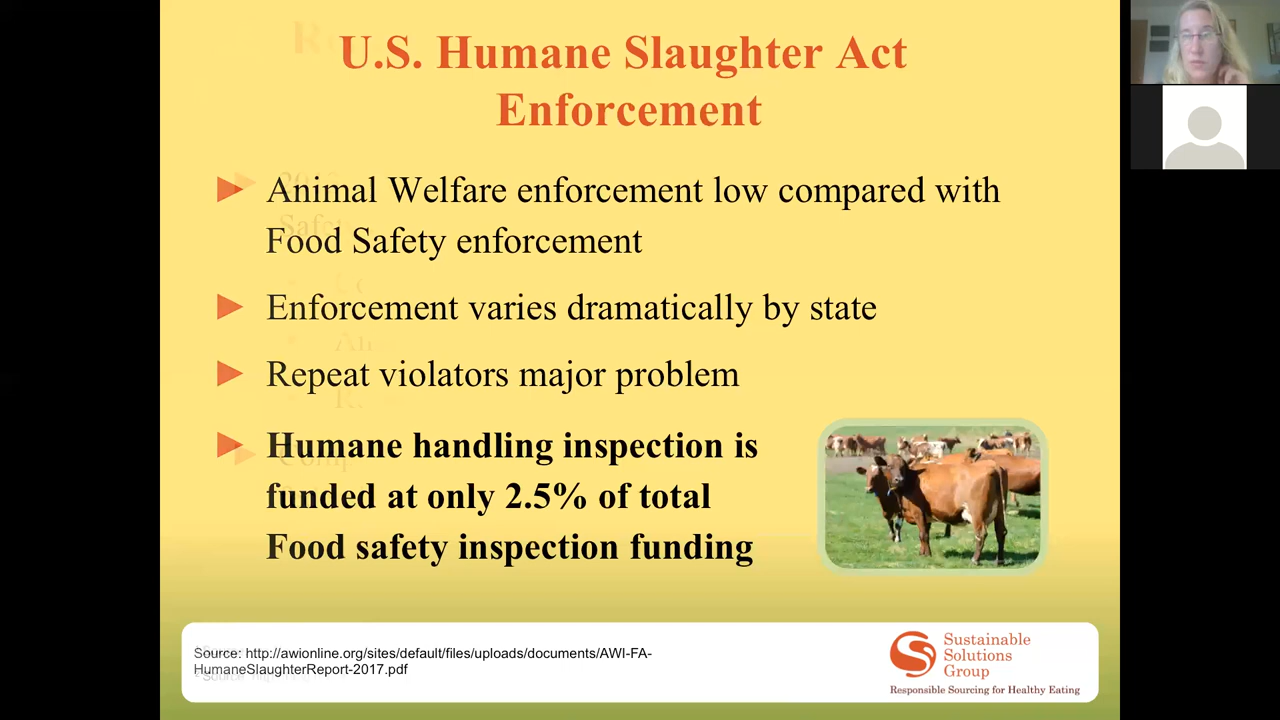 U.S. Humane Slaughter Act
Enforcement
Animal Welfare enforcement low compared with
Food Safety enforcement
Enforcement varies dramatically by state
Repeat violators major problem
Humane handling inspection is
funded at only 2.5% of total
Food safety inspection funding
Source: http://awionline.org/sites/default/files/uploads/documents/AWI-FA-
HumaneSlaughterReport-2017.pdf
Sustainable
Solutions
Group
Responsible Sourcing for Healthy Eating